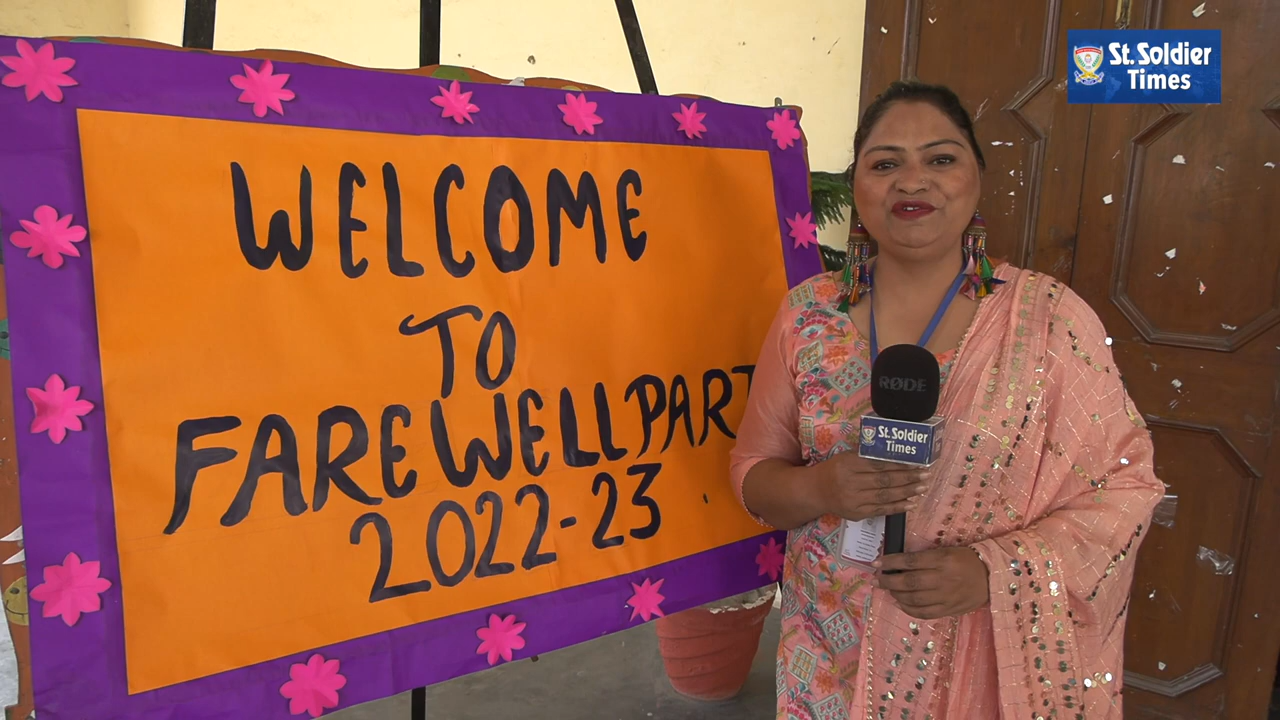 St. Soldier
Times
WELCOME
TO
FAREWELL PART
2022-23
RØDE
St. Soldier
Times